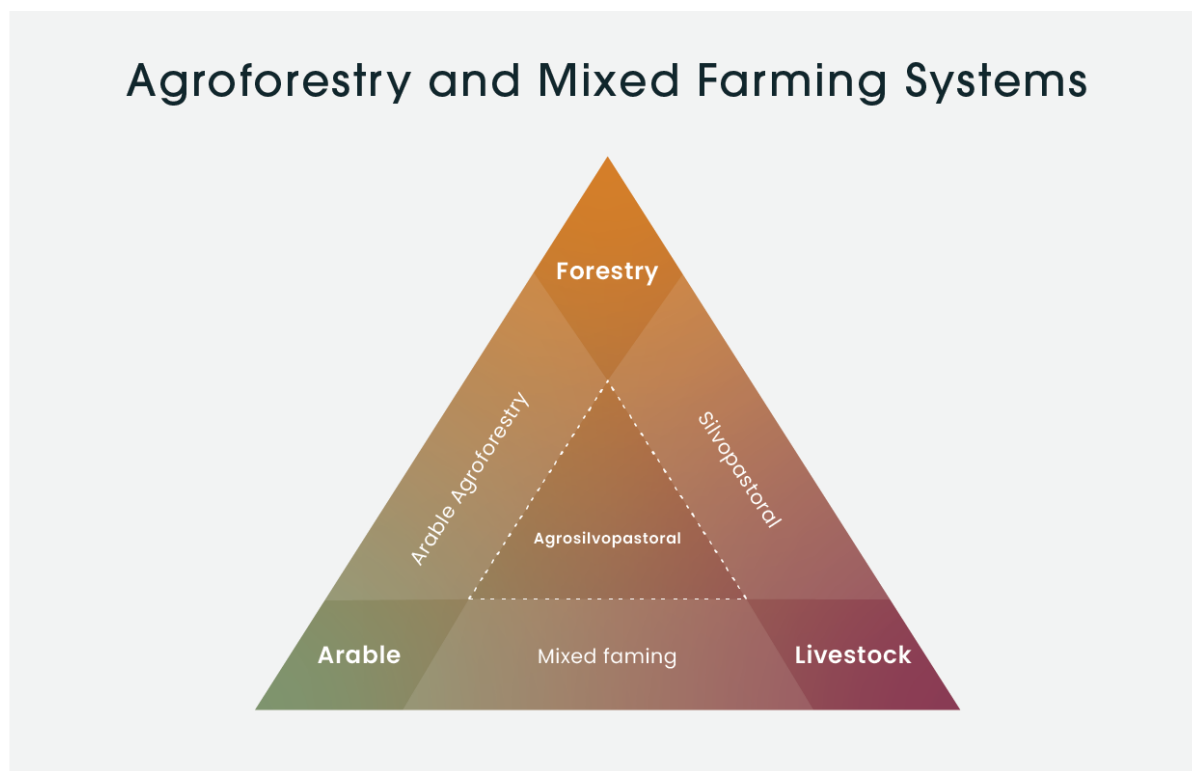 Agroforestry and Mixed Farming Systems
Forestry
Arable Agroforestry
Silvopastoral
Agrosilvopastoral
Arable
Mixed faming
Livestock